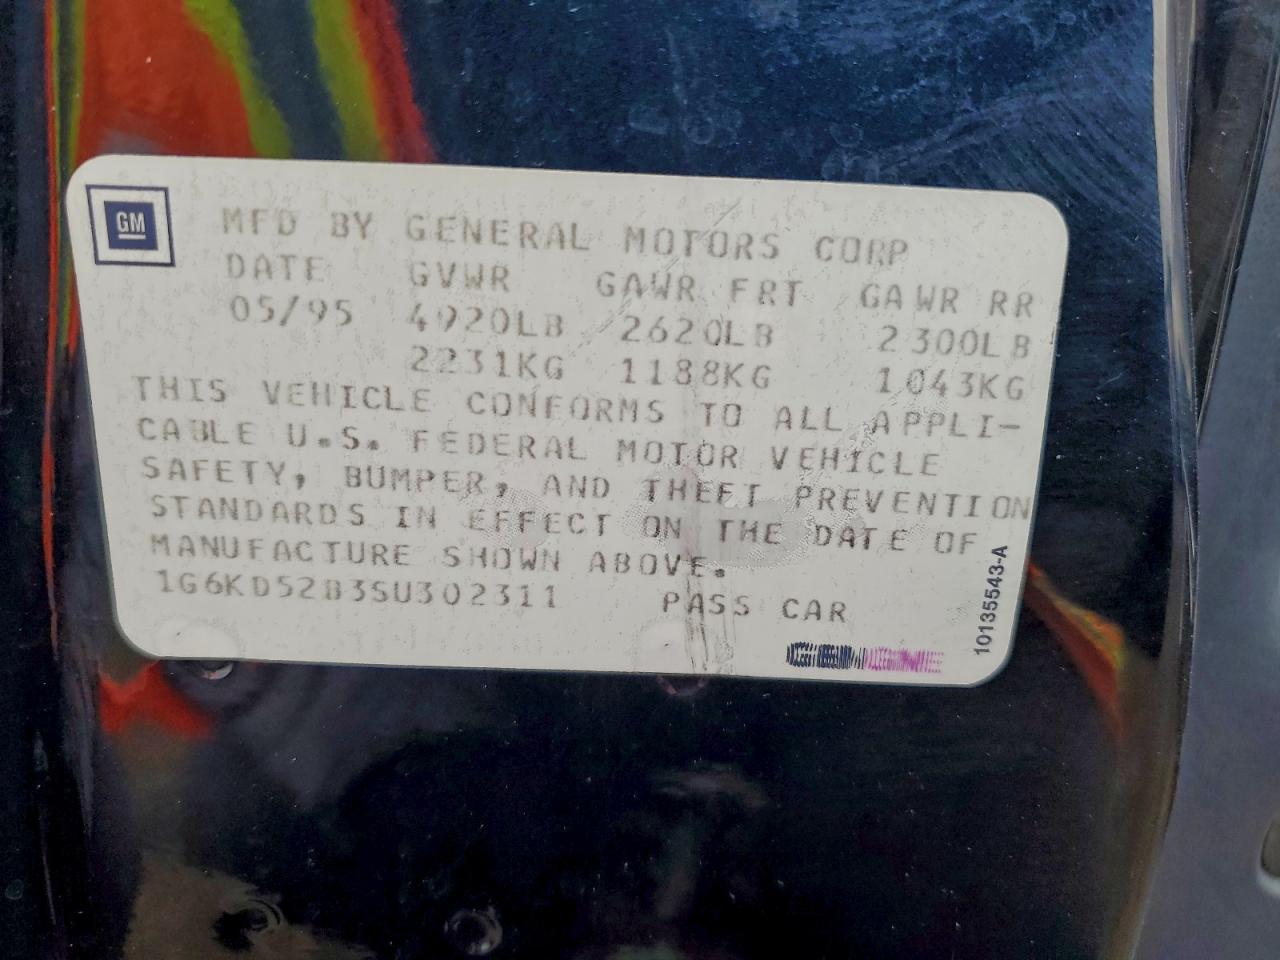 GM
MFD BY GENERAL MOTORS CORP
DATE GVWR GAWR FRT GAWR RR
05/95 4920LB 2620LB 2300LB
2231KG 1188KG 1043KG
THIS VEHICLE CONFORMS TO ALL APPLI-
CABLE U.S. FEDERAL MOTOR VEHICLE
SAFETY, BUMPER, AND THEFT PREVENTION
STANDARDS IN EFFECT ON THE DATE OF
MANUFACTURE SHOWN ABOVE.
1G6KD52B3SU302311 PASS CAR
10135543-A